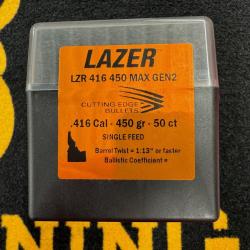 LAZER
LZR 416 450 MAX GEN2
CUTTING EDGE
BULLETS
.416 Cal - 450 gr - 50 ct
SINGLE FEED
Barrel Twist = 1:13" or faster
Ballistic Coefficient =
NIN